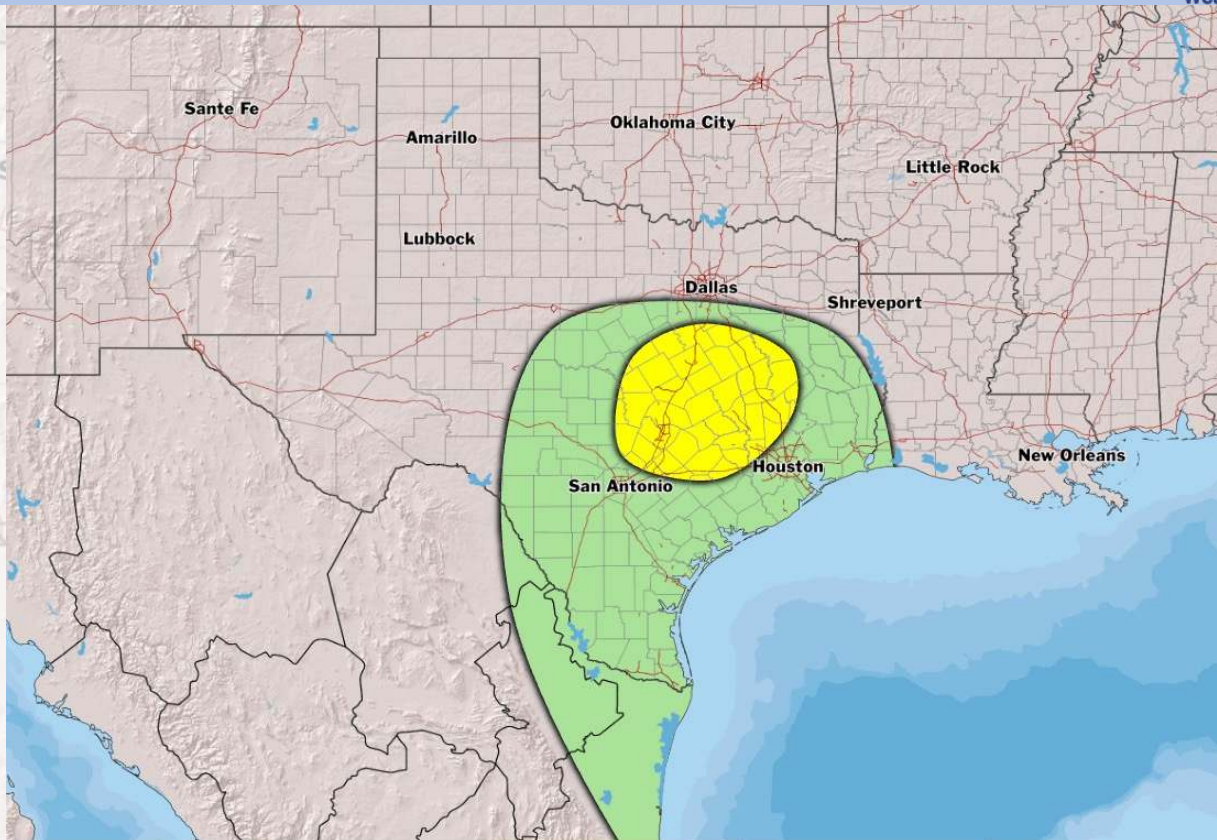 Sante Fe
Amarillo
Oklahoma City
Little Rock
Lubbock
Dallas
Shreveport
New Orleans
Houston
San Antonio